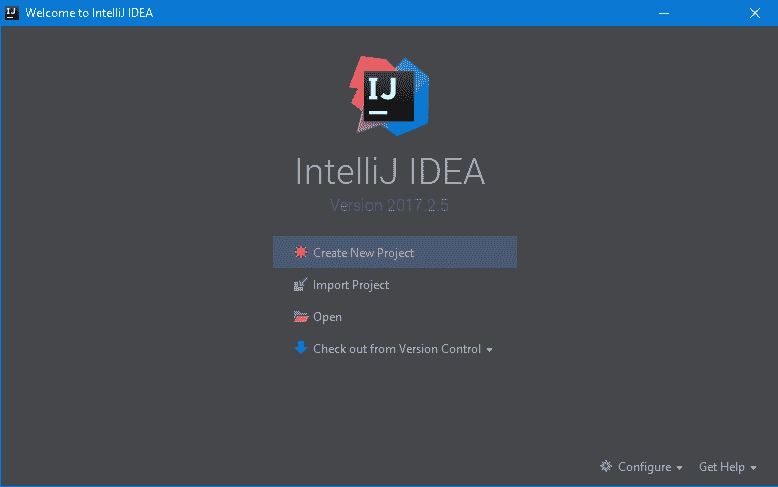 Welcome to IntelliJ IDEA
IJ
IntelliJ IDEA
Version 2017.2.5
Create New Project
Import Project
Open
Check out from Version Control
Configure Get Help